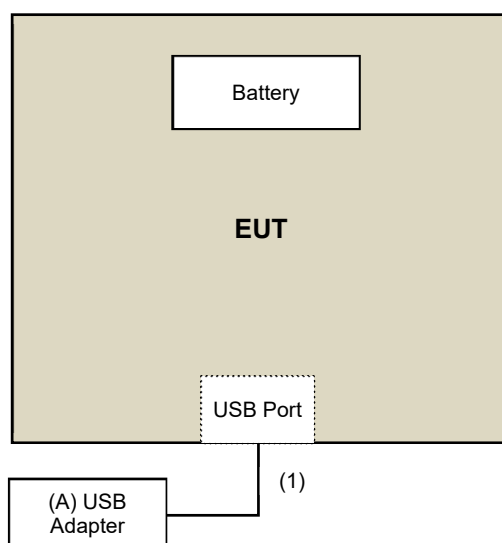 Battery
EUT
USB Port
(1)
(A) USB
Adapter